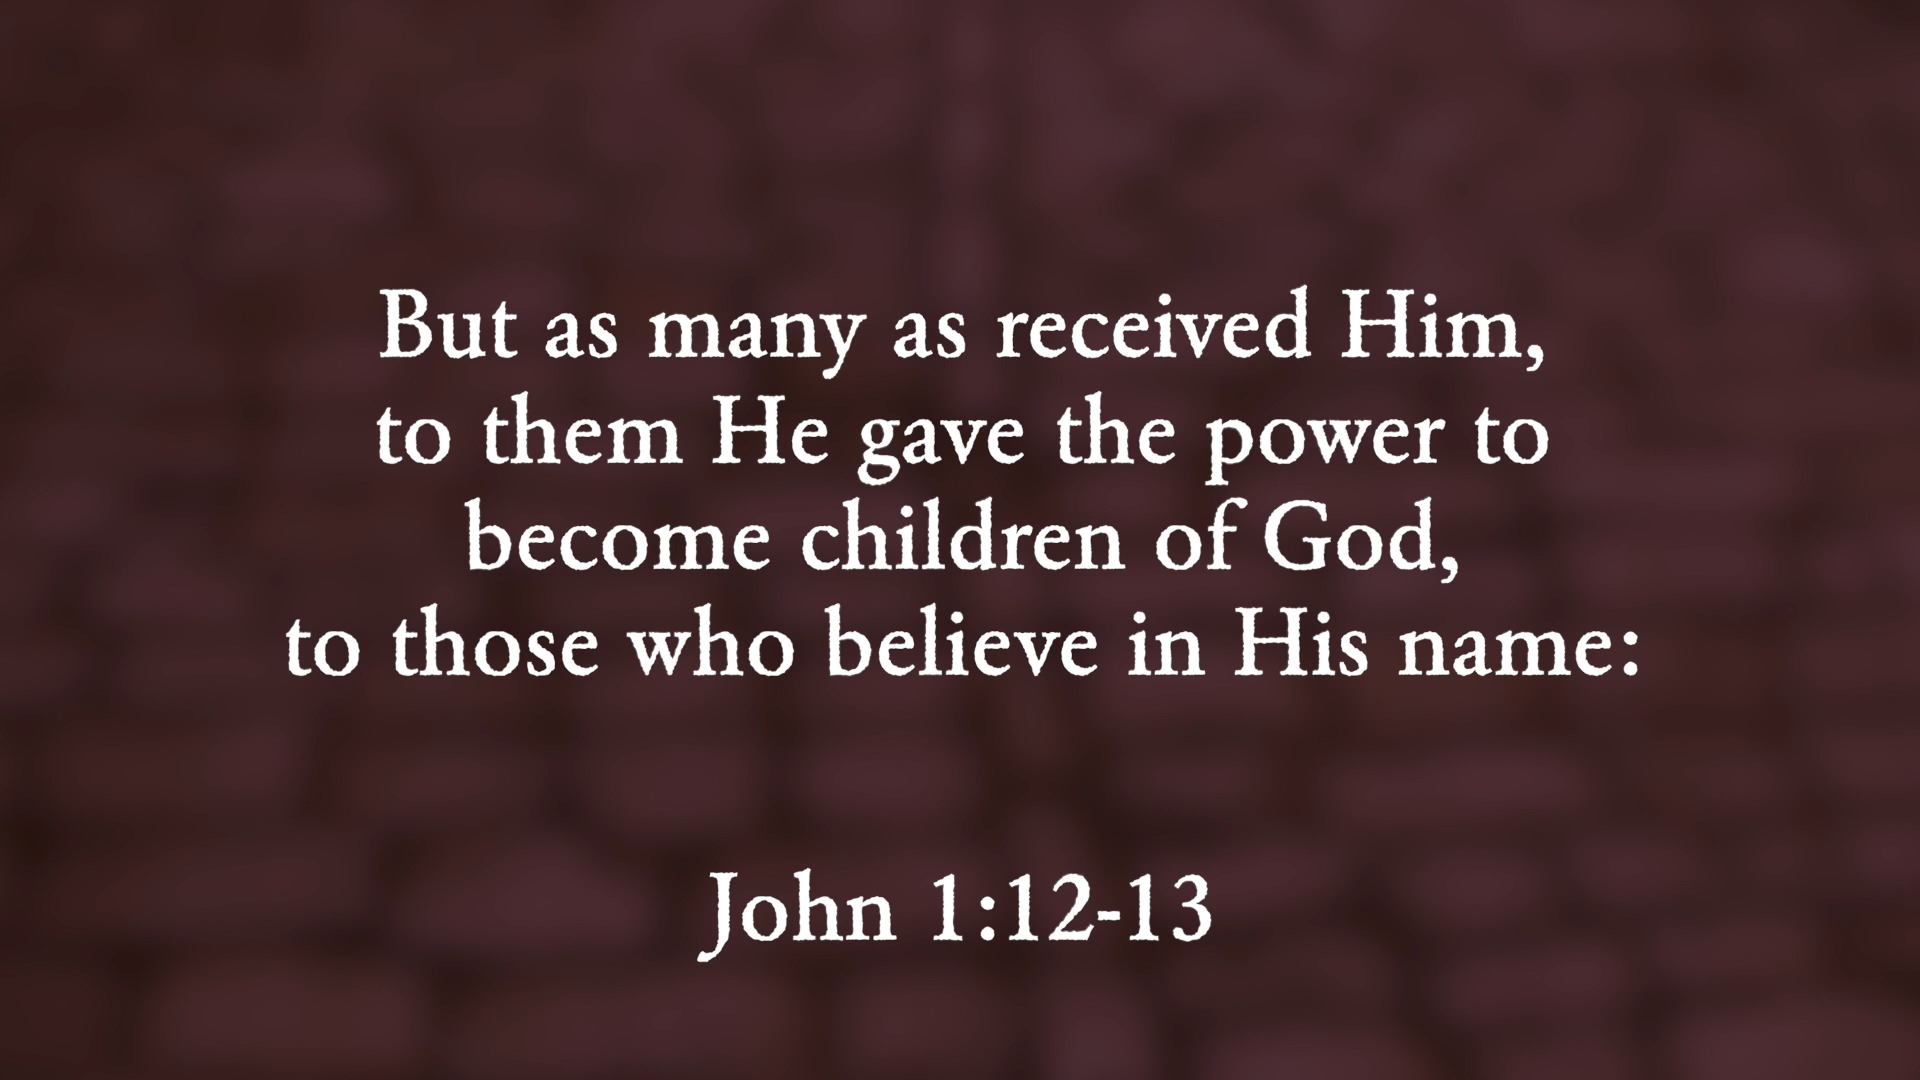 But as many as received Him,
to them He gave the power to
become children of God,
to those who believe in His name:
John 1:12-13